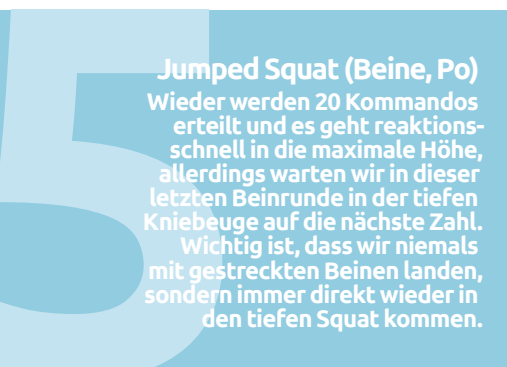 5
Jumped Squat (Beine, Po)
Wieder werden 20 Kommandos
erteilt und es geht reaktions-
schnell in die maximale Höhe,
allerdings warten wir in dieser
letzten Beinrunde in der tiefen
Kniebeuge auf die nächste Zahl.
Wichtig ist, dass wir niemals
mit gestreckten Beinen landen,
sondern immer direkt wieder in
den tiefen Squat kommen.